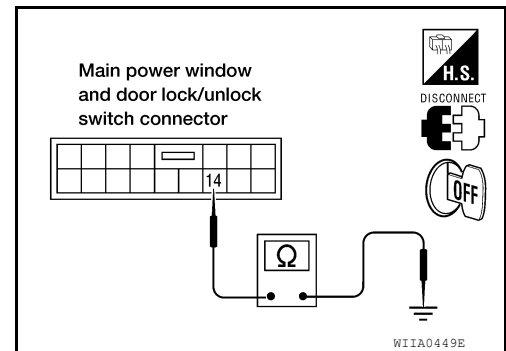 Main power window
and door lock/unlock
switch connector
H.S.
DISCONNECT
OFF
14
Ω
WIIA0449E